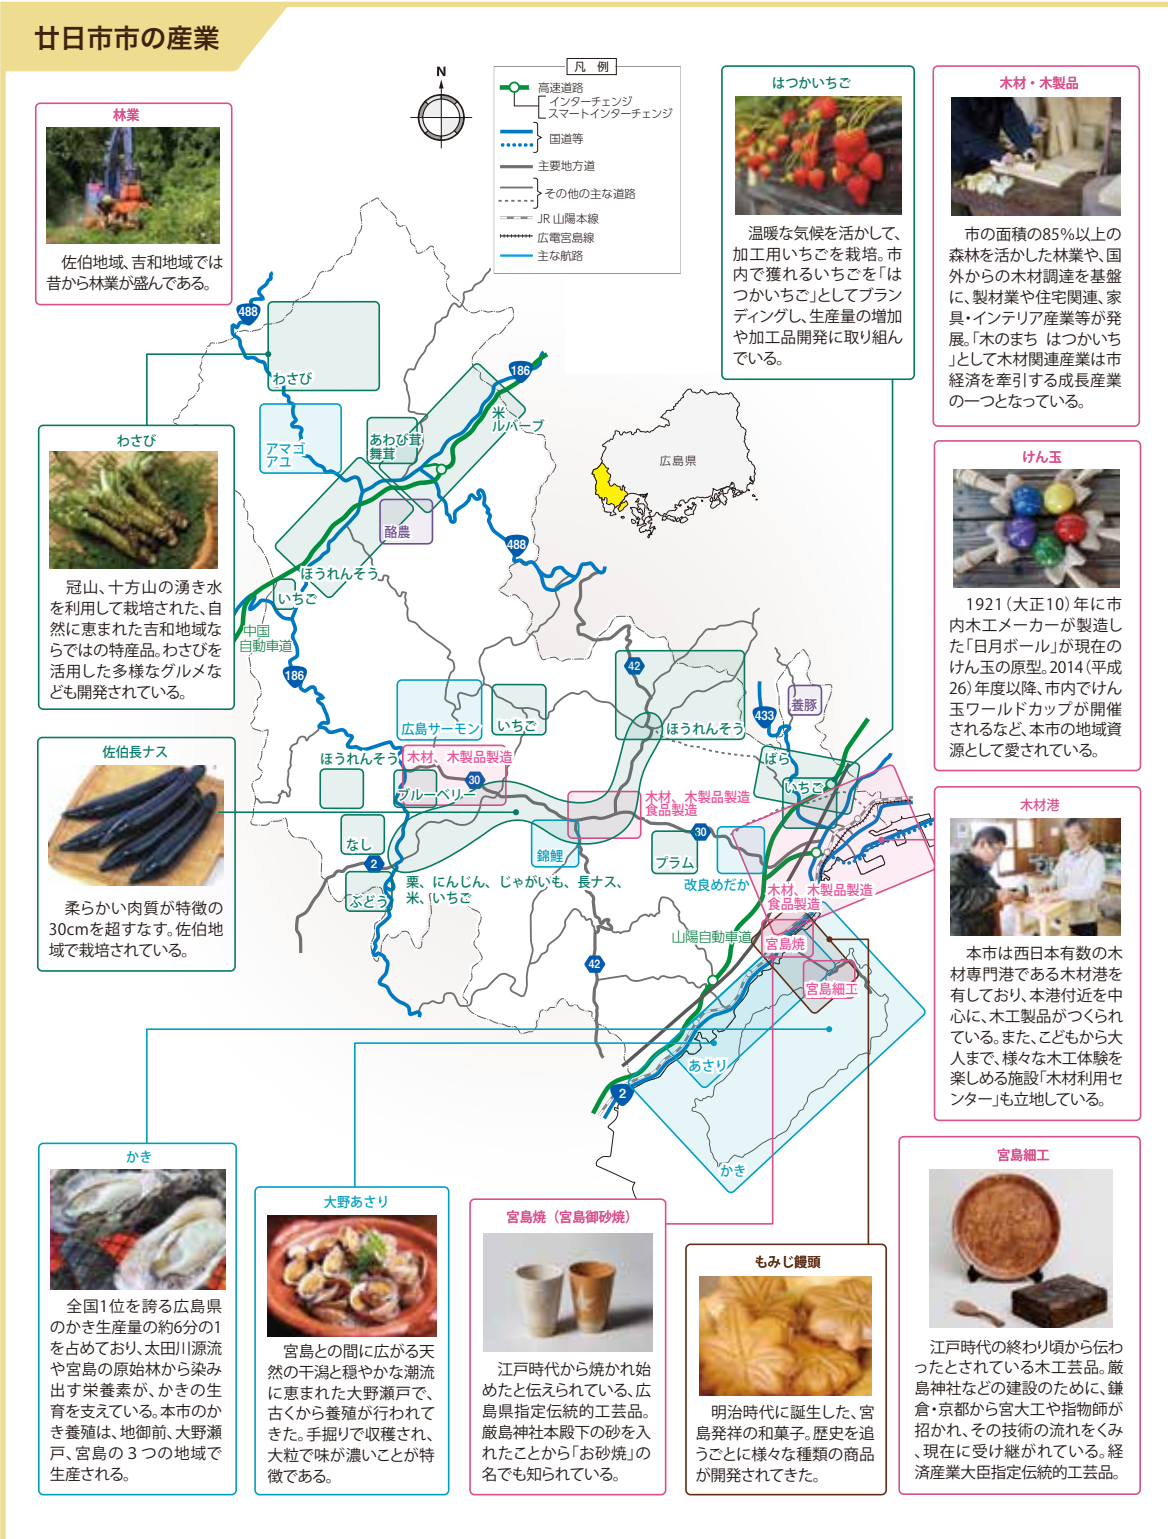 廿日市市の産業
N
凡 例
高速道路
インターチェンジ
スマートインターチェンジ
国道等
主要地方道
その他の主な道路
JR 山陽本線
広電宮島線
主な航路
林業
佐伯地域、吉和地域では
昔から林業が盛んである。
はつかいちご
温暖な気候を活かして、
加工用いちごを栽培。市
内で獲れるいちごを「は
つかいちご」としてブラン
ディングし、生産量の増加
や加工品開発に取り組ん
でいる。
木材・木製品
市の面積の85%以上の
森林を活かした林業や、国
外からの木材調達を基盤
に、製材業や住宅関連、家
具・インテリア産業等が発
展。「木のまち はつかいち
」として木材関連産業は市
経済を牽引する成長産業
の一つとなっている。
わさび
冠山、十方山の湧き水
を利用して栽培された、自
然に恵まれた吉和地域な
らではの特産品。わさびを
活用した多様なグルメな
ども開発されている。
けん玉
1921(大正10)年に市
内木工メーカーが製造し
た「日月ボール」が現在の
けん玉の原型。2014(平成
26)年度以降、市内でけん
玉ワールドカップが開催
されるなど、本市の地域資
源として愛されている。
佐伯長ナス
柔らかい肉質が特徴の
30cmを超すなす。佐伯地
域で栽培されている。
木材港
本市は西日本有数の木
材専門港である木材港を
有しており、本港付近を中
心に、木工製品がつくられ
ている。また、こどもから大
人まで、様々な木工体験を
楽しめる施設「木材利用セ
ンター」も立地している。
488
わさび
186
米
ルバーブ
アマゴ
アユ
あわび茸
舞茸
広島県
酪農
488
ほうれんそう
いちご
中国
自動車道
186
42
広島サーモン
いちご
ほうれんそう
433
養豚
ほうれんそう
木材、木製品製造
30
ブルーベリー
ばら
いちご
木材、木製品製造
食品製造
なし
2
錦鯉
プラム
30
改良めだか
ぶどう
栗、にんじん、じゃがいも、長ナス、
米、いちご
木材、木製品製造
食品製造
山陽自動車道
宮島焼
42
宮島細工
あさり
2
かき
かき
全国1位を誇る広島県
のかき生産量の約6分の1
を占めており、太田川源流
や宮島の原始林から染み
出す栄養素が、かきの生
育を支えている。本市のか
き養殖は、地御前、大野瀬
戸、宮島の3つの地域で
生産される。
大野あさり
宮島との間に広がる天
然の干潟と穏やかな潮流
に恵まれた大野瀬戸で、
古くから養殖が行われて
きた。手掘りで収穫され、
大粒で味が濃いことが特
徴である。
宮島焼(宮島御砂焼)
江戸時代から焼かれ始
めたと伝えられている、広
島県指定伝統的工芸品。
厳島神社本殿下の砂を入
れたことから「お砂焼」の
名でも知られている。
もみじ饅頭
明治時代に誕生した、宮
島発祥の和菓子。歴史を追
うごとに様々な種類の商品
が開発されてきた。
宮島細工
江戸時代の終わり頃から伝わ
ったとされている木工芸品。厳
島神社などの建設のために、鎌
倉・京都から宮大工や指物師が
招かれ、その技術の流れをくみ
、現在に受け継がれている。経
済産業大臣指定伝統的工芸品。